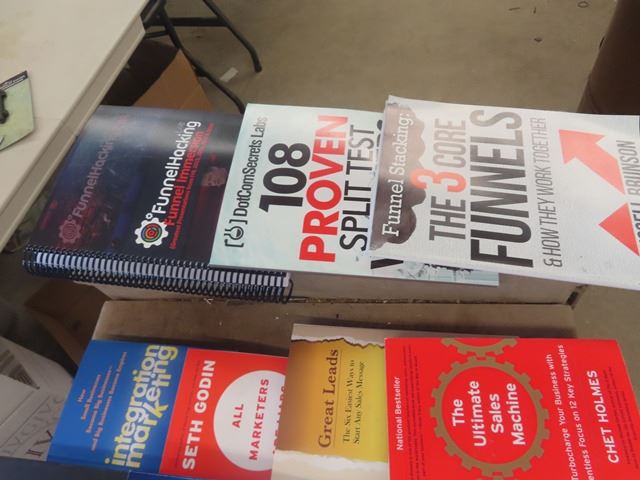 FunnelHacking
FunnelHacking
Funnel Immersion
DotComSecrets Labs
108
PROVEN
SPLIT TEST
Funnel Stacking:
THE 3 CORE
FUNNELS
& HOW THEY WORK TOGETHER
integration
marketing
SETH GODIN
ALL
MARKETERS
Great Leads
The Six Easiest Ways to
Start Any Sales Message
National Bestseller
The
Ultimate
Sales
Machine
Turbocharge Your Business with
Relentless Focus on 12 Key Strategies
CHET HOLMES